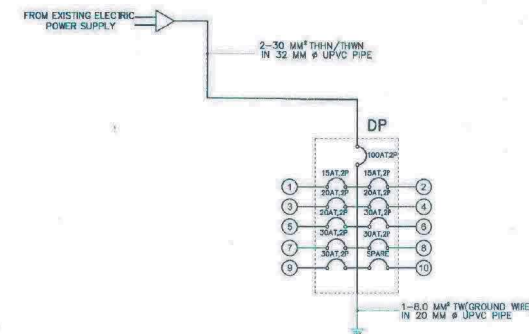 FROM EXISTING ELECTRIC
POWER SUPPLY
2-30 MM² THHN/THWN
IN 32 MM ø UPVC PIPE
DP
100AT,2P
15AT,2P 15AT,2P
1 2
20AT,2P 20AT,2P
3 4
20AT,2P 30AT,2P
5 6
30AT,2P 30AT,2P
7 8
30AT,2P SPARE
9 10
1-8.0 MM² TW(GROUND WIRE
IN 20 MM ø UPVC PIPE